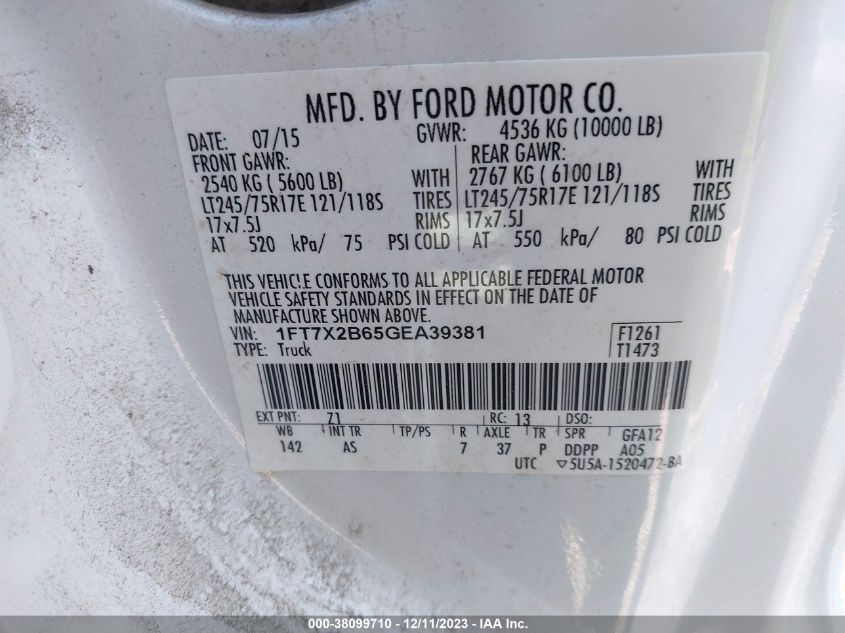 MFD. BY FORD MOTOR CO.
DATE: 07/15 GVWR: 4536 KG (10000 LB)
FRONT GAWR: REAR GAWR:
2540 KG ( 5600 LB) WITH 2767 KG ( 6100 LB) WITH
LT245/75R17E 121/118S TIRES LT245/75R17E 121/118S TIRES
17x7.5J RIMS 17x7.5J RIMS
AT 520 kPa/ 75 PSI COLD AT 550 kPa/ 80 PSI COLD
THIS VEHICLE CONFORMS TO ALL APPLICABLE FEDERAL MOTOR
VEHICLE SAFETY STANDARDS IN EFFECT ON THE DATE OF
MANUFACTURE SHOWN ABOVE.
VIN: 1FT7X2B65GEA39381 F1261
TYPE: Truck T1473
EXT PNT: Z1 RC: 13 DSO:
WB INT TR TP/PS R AXLE TR SPR GFA12
142 AS 7 37 P DDPP A05
UTC ▽5U5A-1520472-BA
000-38099710 - 12/11/2023 - IAA Inc.